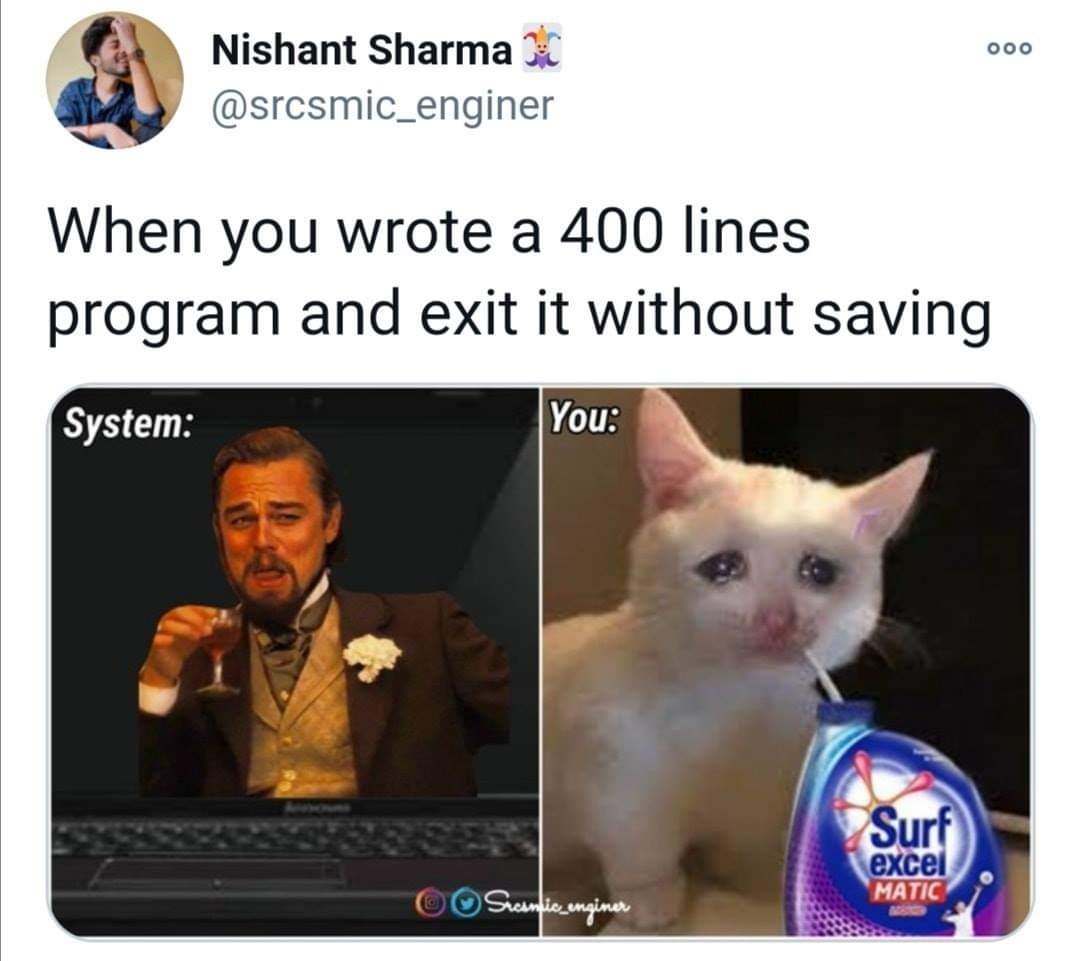 Nishant Sharma🃏
@srcsmic_enginer
When you wrote a 400 lines
program and exit it without saving
System:
You:
Surf
excel
MATIC
Srcsmic_enginer